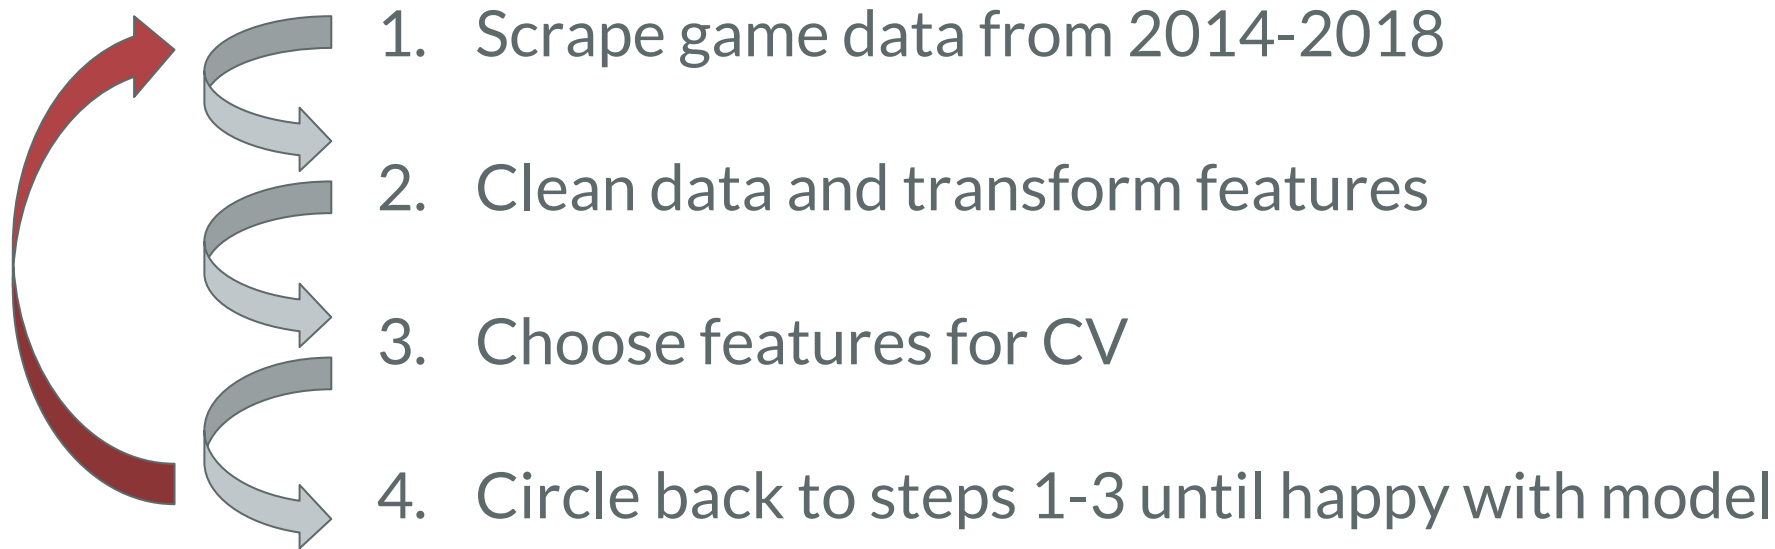 1. Scrape game data from 2014-2018
2. Clean data and transform features
3. Choose features for CV
4. Circle back to steps 1-3 until happy with model